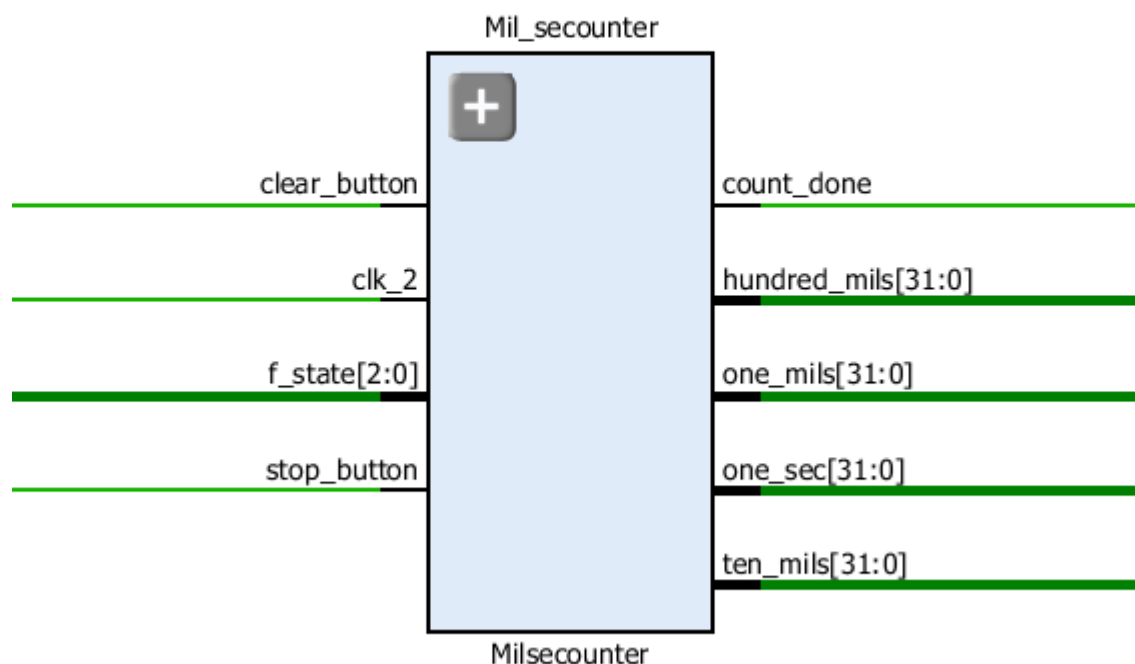 Mil_secounter
clear_button
count_done
clk_2
hundred_mils[31:0]
f_state[2:0]
one_mils[31:0]
stop_button
one_sec[31:0]
ten_mils[31:0]
Milsecounter